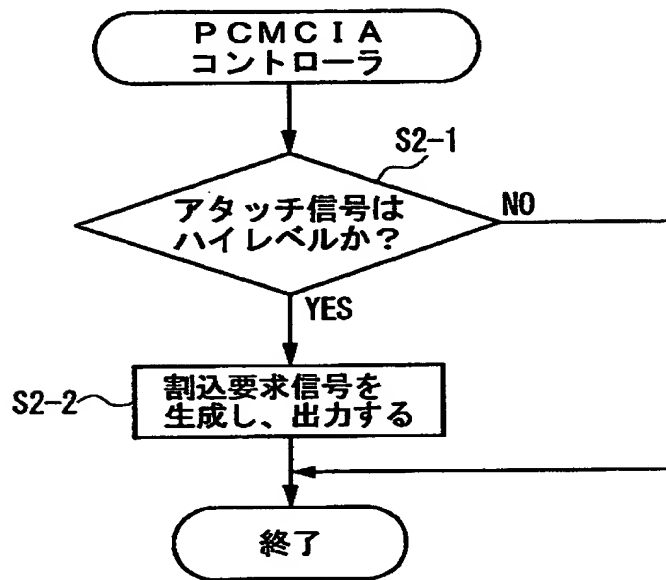 ＰＣＭＣＩＡ
コントローラ
S2-1
アタッチ信号は
ハイレベルか？
NO
YES
S2-2
割込要求信号を
生成し、出力する
終了